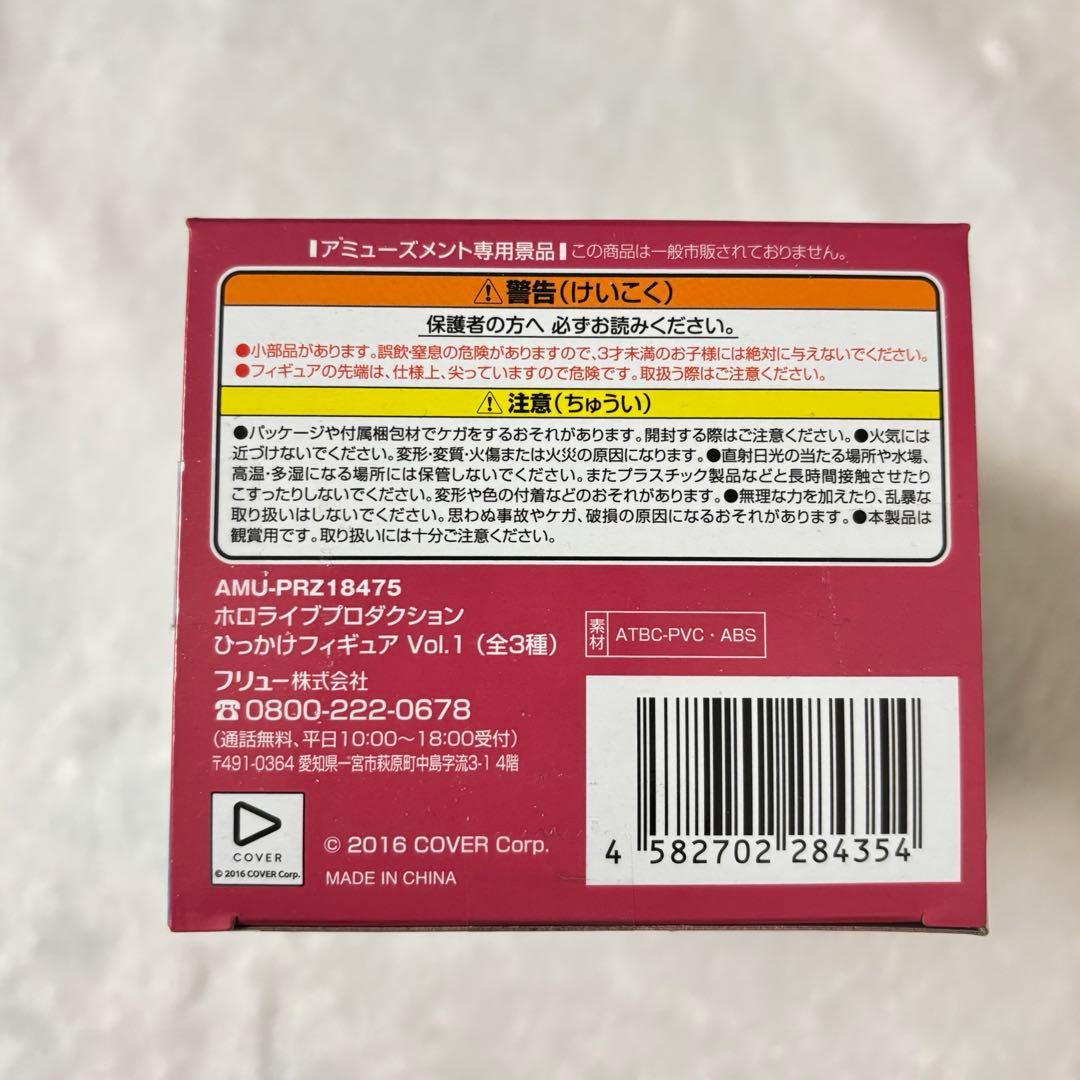 アミューズメント専用景品 この商品は一般市販されておりません。
⚠警告(けいこく)
保護者の方へ 必ずお読みください。
●小部品があります。誤飲・窒息の危険がありますので、3才未満のお子様には絶対に与えないでください。
●フィギュアの先端は、仕様上、尖っていますので危険です。取扱う際はご注意ください。
⚠注意(ちゅうい)
●パッケージや付属梱包材でケガをするおそれがあります。開封する際はご注意ください。●火気には
近づけないでください。変形・変質・火傷または火災の原因になります。●直射日光の当たる場所や水場、
高温・多湿になる場所には保管しないでください。またプラスチック製品などと長時間接触させたり
こすったりしないでください。変形や色の付着などのおそれがあります。●無理な力を加えたり、乱暴な
取り扱いはしないでください。思わぬ事故やケガ、破損の原因になるおそれがあります。●本製品は
観賞用です。取り扱いには十分ご注意ください。
AMU-PRZ18475
ホロライブプロダクション
ひっかけフィギュア Vol.1 (全3種)
素材 ATBC-PVC・ABS
フリュー株式会社
☎0800-222-0678
(通話無料、平日10:00〜18:00受付)
〒491-0364 愛知県一宮市萩原町中島字流3-1 4階
COVER
© 2016 COVER Corp.
© 2016 COVER Corp.
MADE IN CHINA
4 582702 284354